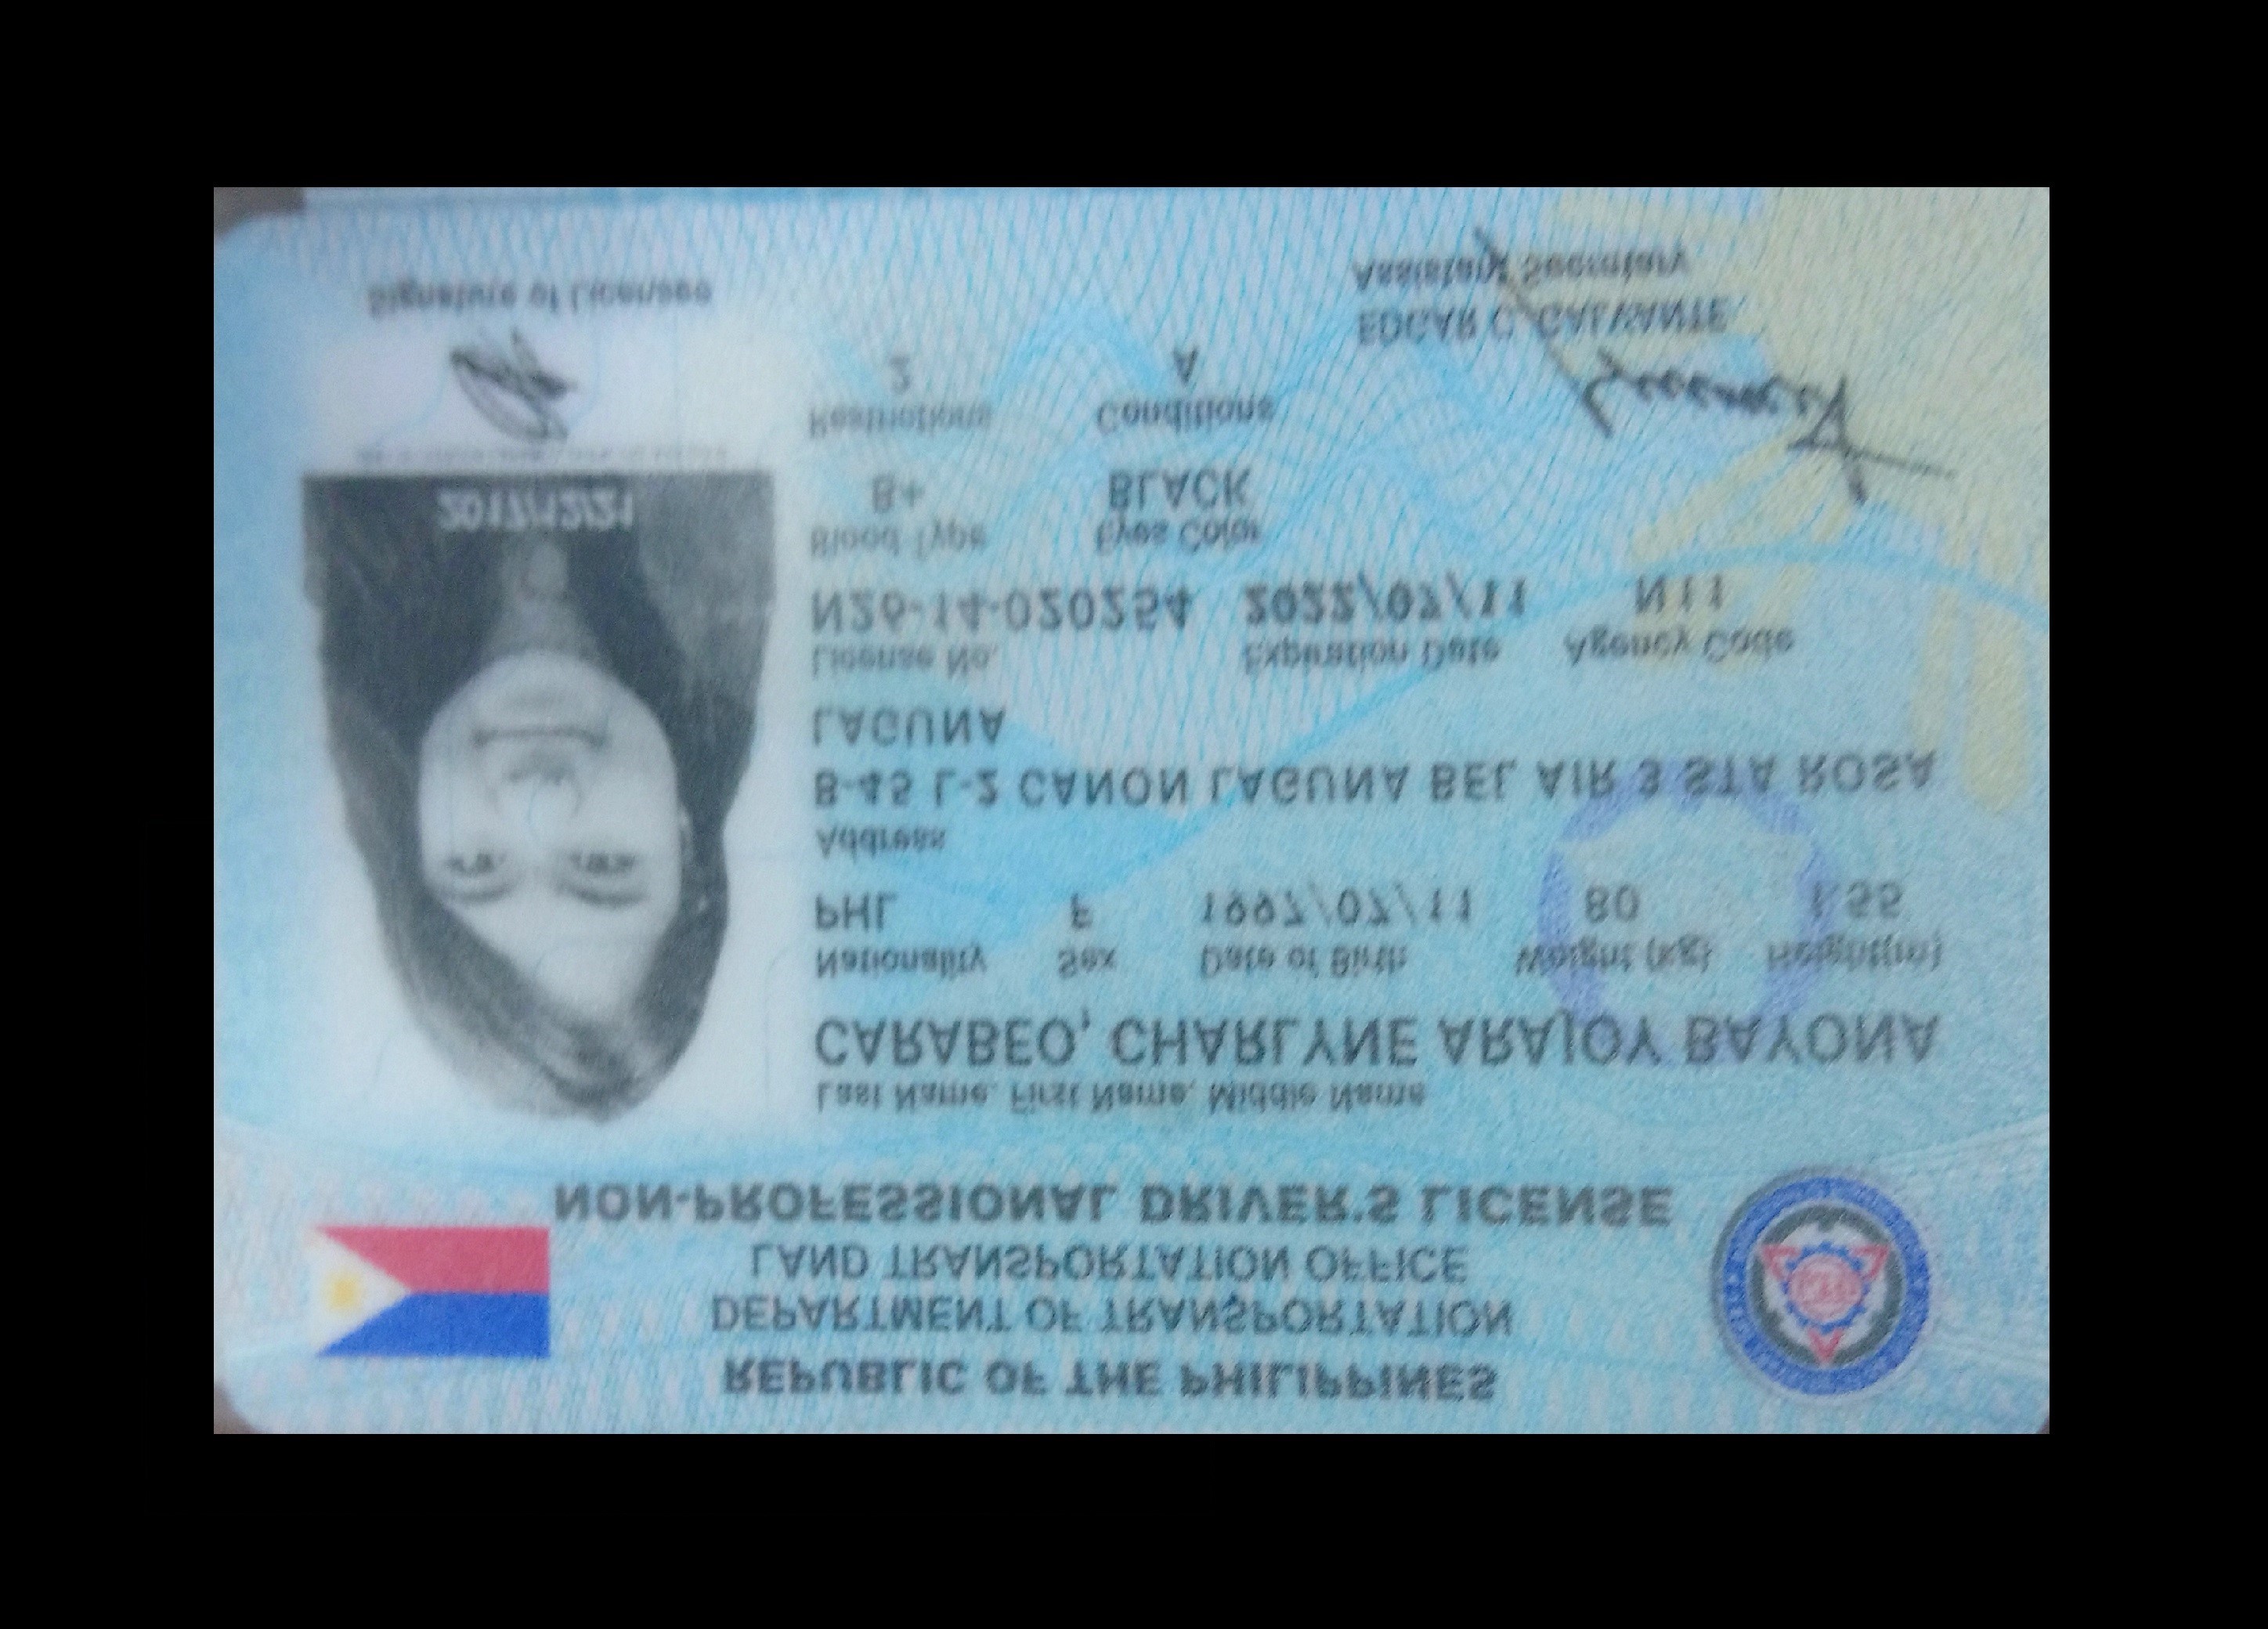 REPUBLIC OF THE PHILIPPINES
DEPARTMENT OF TRANSPORTATION
LAND TRANSPORTATION OFFICE
NON-PROFESSIONAL DRIVER'S LICENSE
Last Name, First Name, Middle Name
CARABEO, CHARLYNE ARAJOY BAYONA
Nationality Sex Date of Birth Weight (kg) Height(m)
PHL F 1997/07/11 80 1.55
Address
B-45 L-2 CANON LAGUNA BEL AIR 3 STA ROSA
LAGUNA
License No. Expiration Date Agency Code
N26-14-020254 2022/07/11 N11
Blood Type Eyes Color
B+ BLACK
Restrictions Conditions
2 A
2017/12/21
Signature of Licensee
EDGAR C. GALVANTE
Assistant Secretary